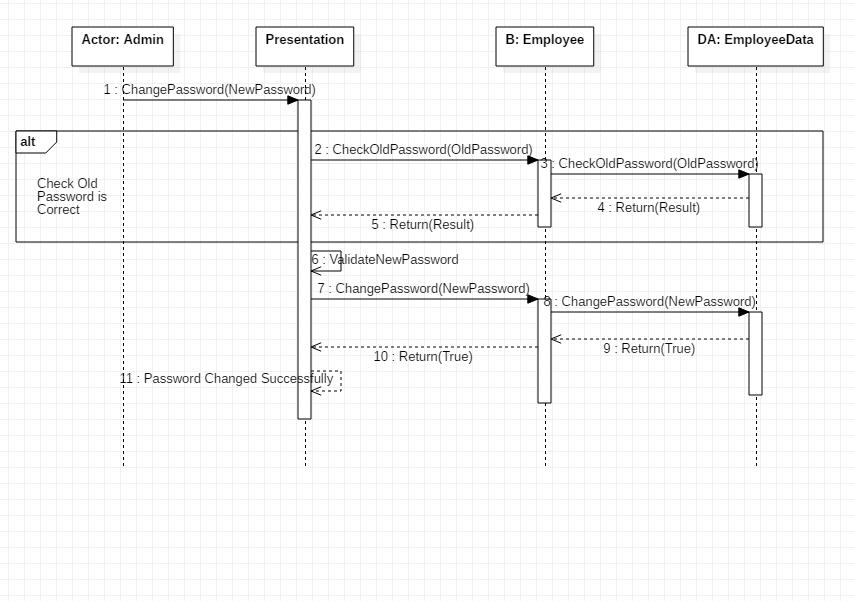 Actor: Admin
Presentation
B: Employee
DA: EmployeeData
1 : ChangePassword(NewPassword)
alt
2 : CheckOldPassword(OldPassword)
3 : CheckOldPassword(OldPassword)
Check Old
Password is
Correct
4 : Return(Result)
5 : Return(Result)
6 : ValidateNewPassword
7 : ChangePassword(NewPassword)
8 : ChangePassword(NewPassword)
9 : Return(True)
10 : Return(True)
11 : Password Changed Successfully